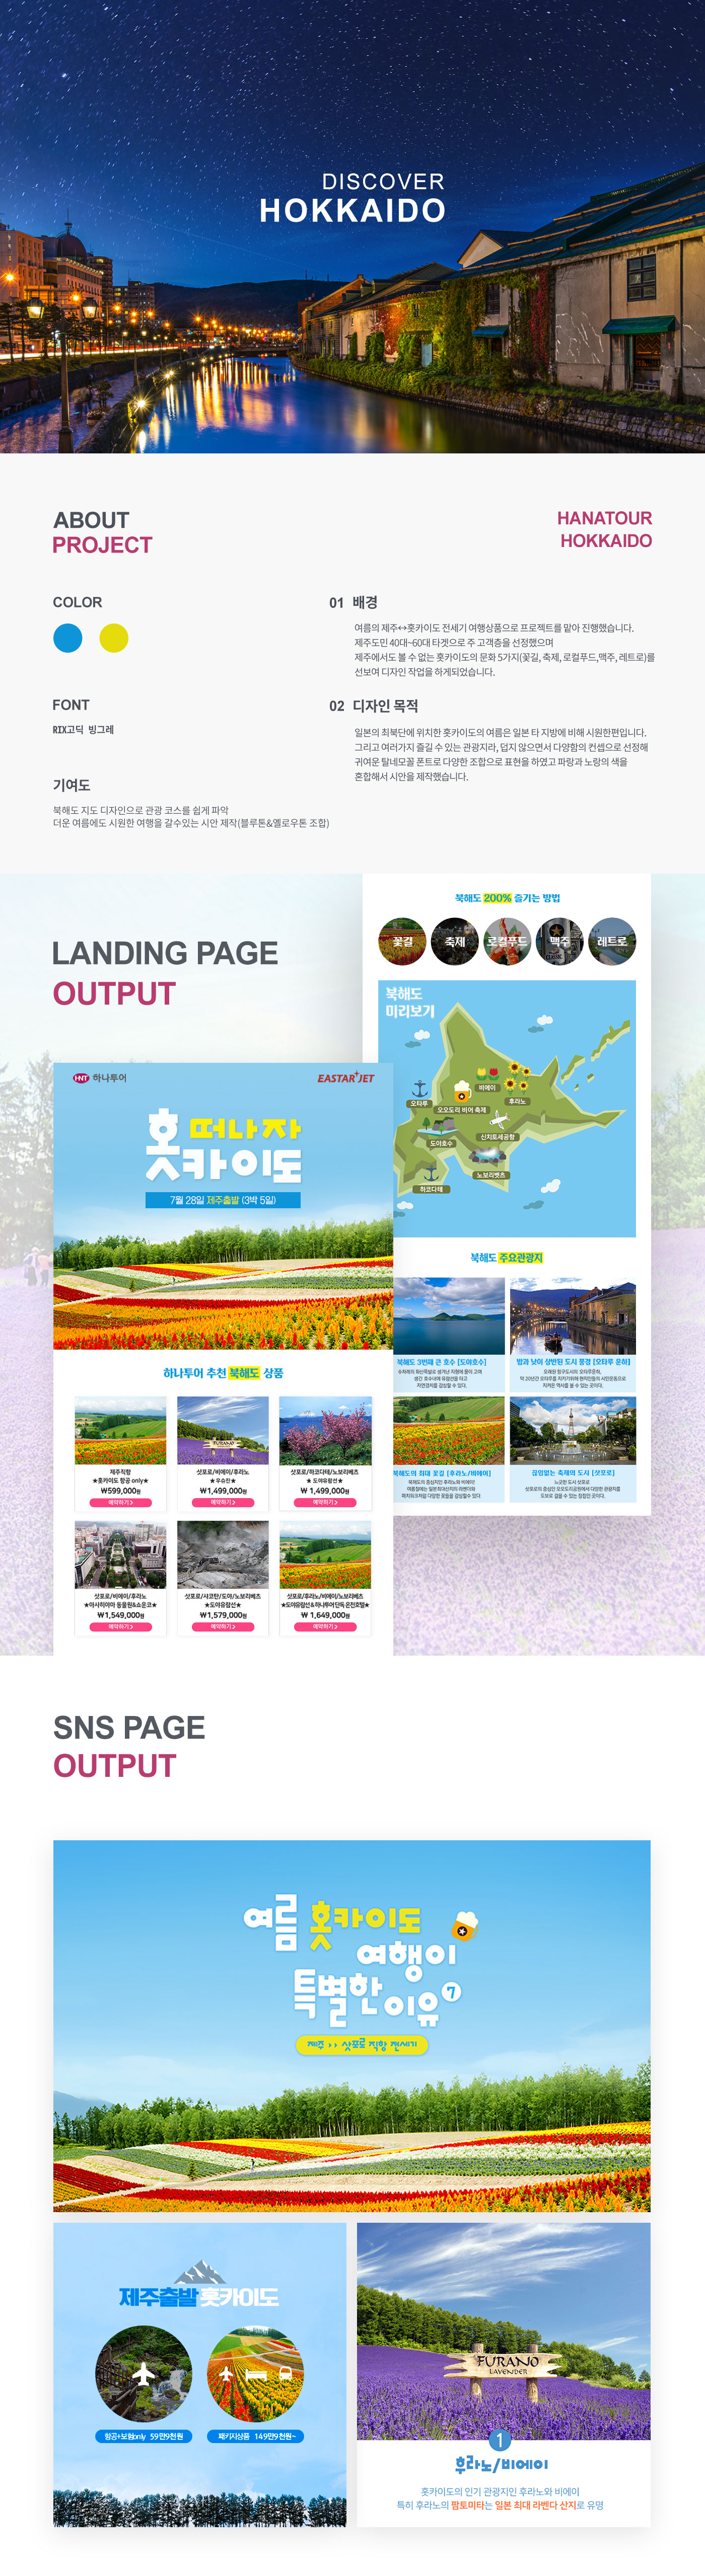 DISCOVER
HOKKAIDO
ABOUT
PROJECT
HANATOUR
HOKKAIDO
COLOR
FONT
RIX고딕 빙그레
기여도
북해도 지도 디자인으로 관광 코스를 쉽게 파악
더운 여름에도 시원한 여행을 갈수있는 시안 제작(블루톤&옐로우톤 조합)
01 배경
여름의 제주↔홋카이도 전세기 여행상품으로 프로젝트를 맡아 진행했습니다.
제주도민 40대~60대 타겟으로 주 고객층을 선정했으며
제주에서도 볼 수 없는 홋카이도의 문화 5가지(꽃길, 축제, 로컬푸드,맥주, 레트로)를
선보여 디자인 작업을 하게되었습니다.
02 디자인 목적
일본의 최북단에 위치한 홋카이도의 여름은 일본 타 지방에 비해 시원한편입니다.
그리고 여러가지 즐길 수 있는 관광지라, 덥지 않으면서 다양함의 컨셉으로 선정해
귀여운 탈네모꼴 폰트로 다양한 조합으로 표현을 하였고 파랑과 노랑의 색을
혼합해서 시안을 제작했습니다.
LANDING PAGE
OUTPUT
북해도 200% 즐기는 방법
꽃길
축제
로컬푸드
맥주
레트로
북해도
미리보기
비에이
후라노
오타루
오오도리 비어 축제
도야호수
신치토세공항
노보리벳츠
하코다테
북해도 주요관광지
북해도 3번째 큰 호수 [도야호수]
밤과 낮이 상반된 도시 풍경 [오타루 운하]
북해도의 최대 꽃길 [후라노/비에이]
끊임없는 축제의 도시 [삿포로]
HNT 하나투어
EASTAR JET
떠나자
홋카이도
7월 28일 제주출발 (3박 5일)
하나투어 추천 북해도 상품
제주직항
★홋카이도 항공 only★
₩599,000원
예약하기>
삿포로/비에이/후라노
★우수잔★
₩1,499,000원
예약하기>
삿포로/하코다테/노보리베츠
★도야유람선★
₩ 1,499,000원
예약하기>
삿포로/비에이/후라노
★아사히야마 동물원&소운쿄★
₩1,549,000원
예약하기>
삿포로/샤코탄/도야/노보리베츠
★도야유람선★
₩1,579,000원
예약하기>
삿포로/후라노/비에이/노보리베츠
★도야유람선&하나투어 단독 온천호텔★
₩ 1,649,000원
예약하기>
SNS PAGE
OUTPUT
여름 홋카이도
여행이
특별한 이유 7
제주 >> 삿포로 직항 전세기
제주출발 홋카이도
항공+보험only 59만9천원
패키지상품 149만9천원~
FURANO
LAVENDER
1
후라노/비에이
홋카이도의 인기 관광지인 후라노와 비에이
특히 후라노의 팜토미타는 일본 최대 라벤다 산지로 유명